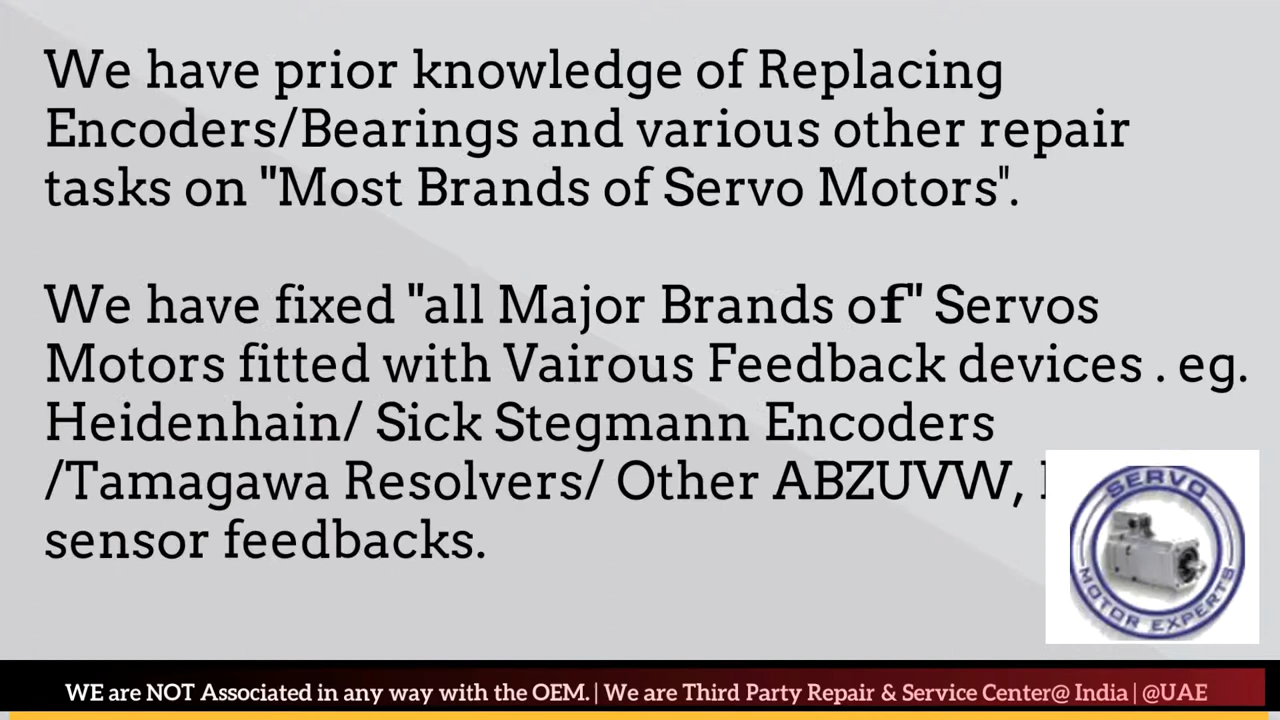 We have prior knowledge of Replacing
Encoders/Bearings and various other repair
tasks on "Most Brands of Servo Motors".
We have fixed "all Major Brands of" Servos
Motors fitted with Vairous Feedback devices . eg.
Heidenhain/ Sick Stegmann Encoders
/Tamagawa Resolvers/ Other ABZUVW,
sensor feedbacks.
SERVO
MOTOR EXPERTS
WE are NOT Associated in any way with the OEM. | We are Third Party Repair & Service Center@ India | @UAE